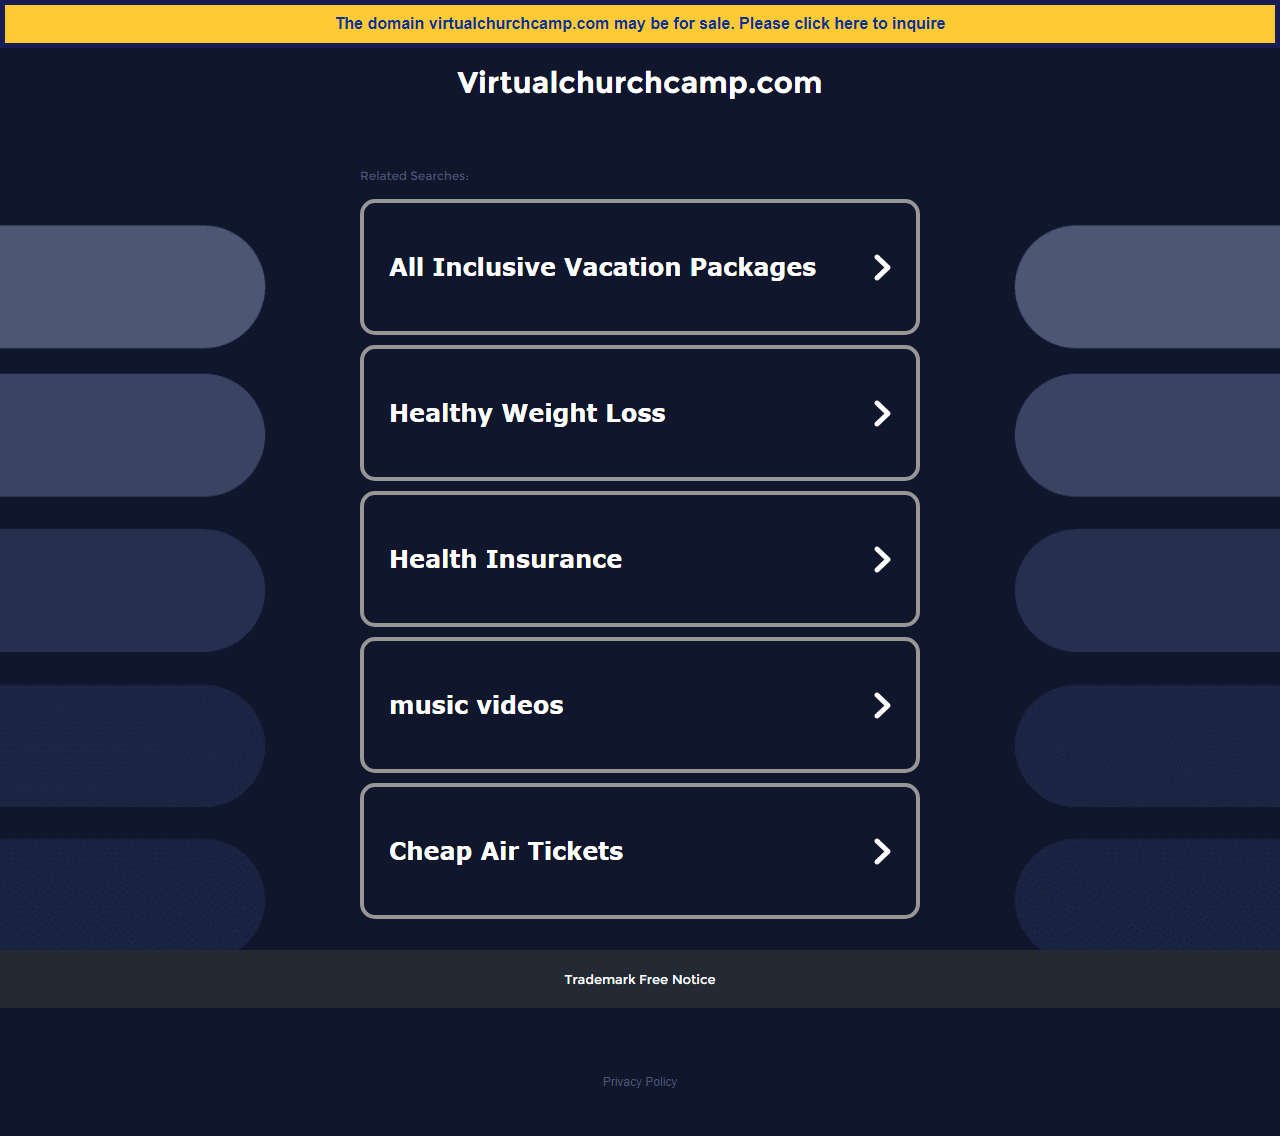 The domain virtualchurchcamp.com may be for sale. Please click here to inquire
Virtualchurchcamp.com
Related Searches:
All Inclusive Vacation Packages
Healthy Weight Loss
Health Insurance
music videos
Cheap Air Tickets
Trademark Free Notice
Privacy Policy